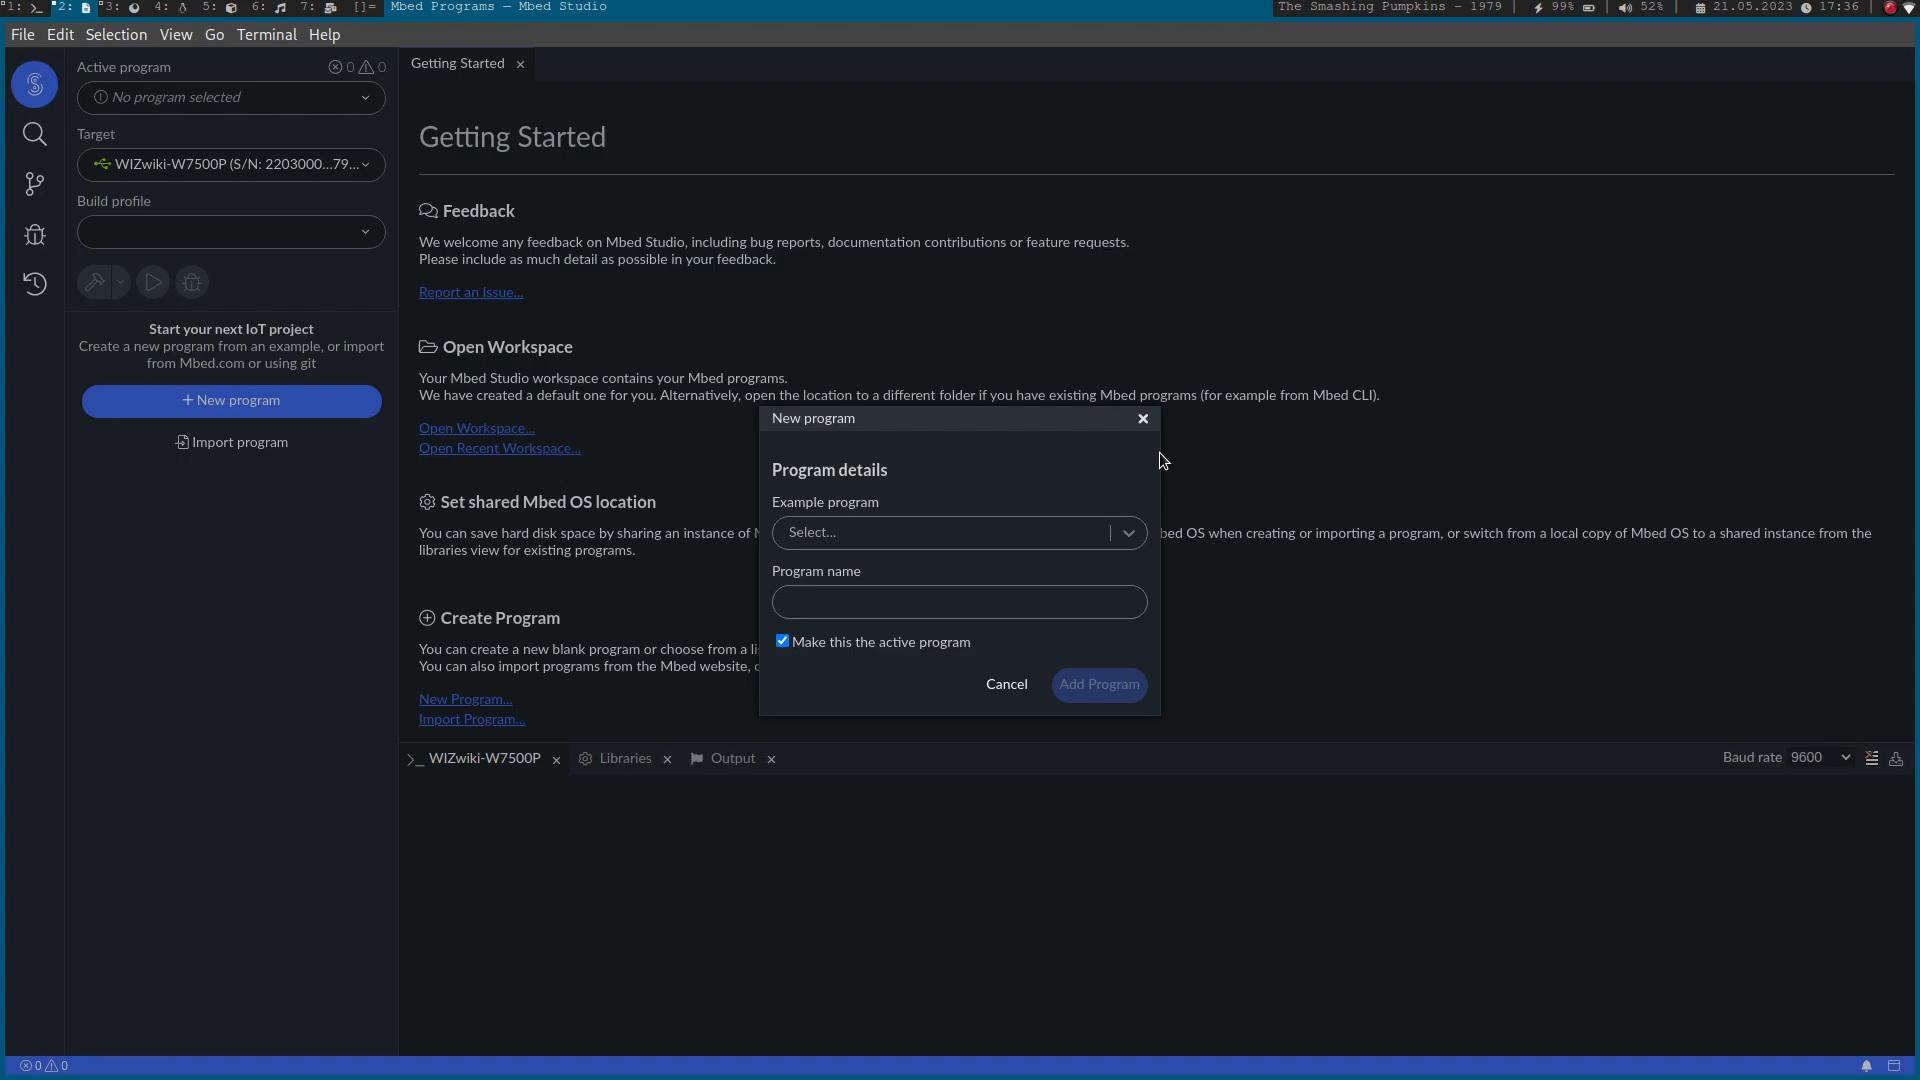 1: 2: 3: 4: 5: 6: 7: []= Mbed Programs — Mbed Studio
The Smashing Pumpkins - 1979 | 99% | 52% | 21.05.2023 17:36
File Edit Selection View Go Terminal Help
Active program 0 0
No program selected
Target
WIZwiki-W7500P (S/N: 2203000...79...
Build profile
Start your next IoT project
Create a new program from an example, or import
from Mbed.com or using git
+ New program
Import program
Getting Started
Getting Started
Feedback
We welcome any feedback on Mbed Studio, including bug reports, documentation contributions or feature requests.
Please include as much detail as possible in your feedback.
Report an Issue...
Open Workspace
Your Mbed Studio workspace contains your Mbed programs.
We have created a default one for you. Alternatively, open the location to a different folder if you have existing Mbed programs (for example from Mbed CLI).
Open Workspace...
Open Recent Workspace...
Set shared Mbed OS location
You can save hard disk space by sharing an instance of M bed OS when creating or importing a program, or switch from a local copy of Mbed OS to a shared instance from the
libraries view for existing programs.
Create Program
You can create a new blank program or choose from a li
You can also import programs from the Mbed website, o
New Program...
Import Program...
New program
Program details
Example program
Select...
Program name
Make this the active program
Cancel Add Program
WIZwiki-W7500P Libraries Output Baud rate 9600
0 0